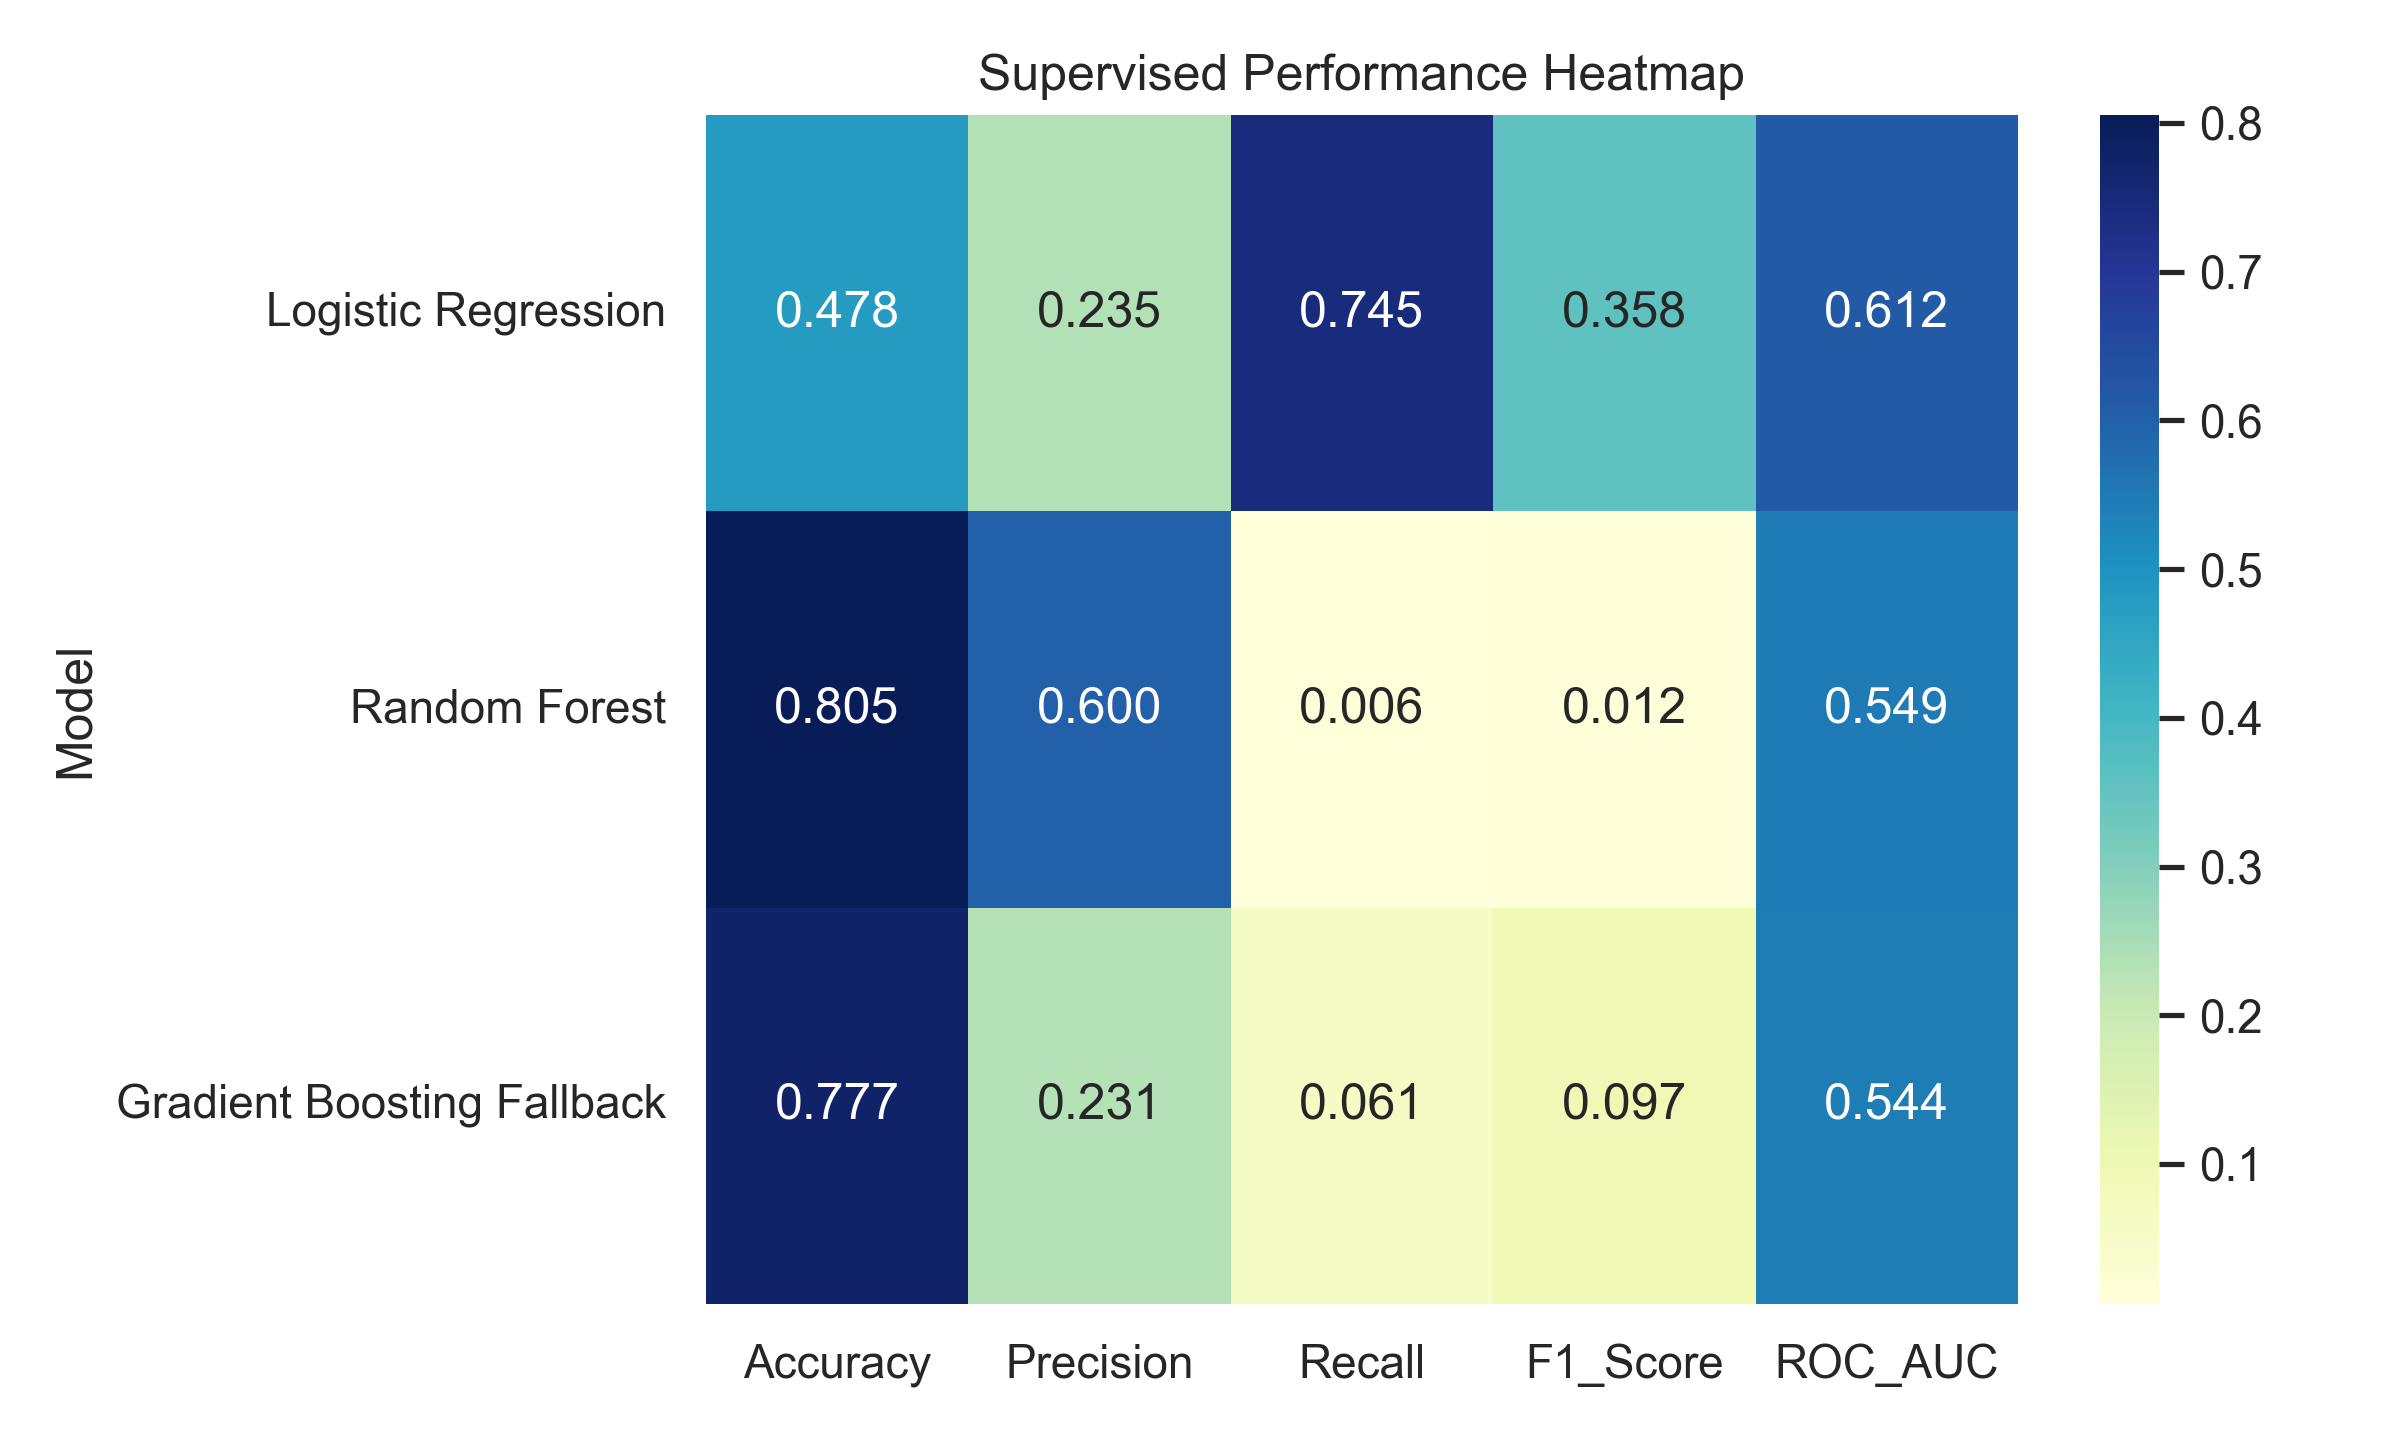 Supervised Performance Heatmap
Model
Logistic Regression 0.478 0.235 0.745 0.358 0.612
Random Forest 0.805 0.600 0.006 0.012 0.549
Gradient Boosting Fallback 0.777 0.231 0.061 0.097 0.544
Accuracy Precision Recall F1_Score ROC_AUC
0.8
0.7
0.6
0.5
0.4
0.3
0.2
0.1